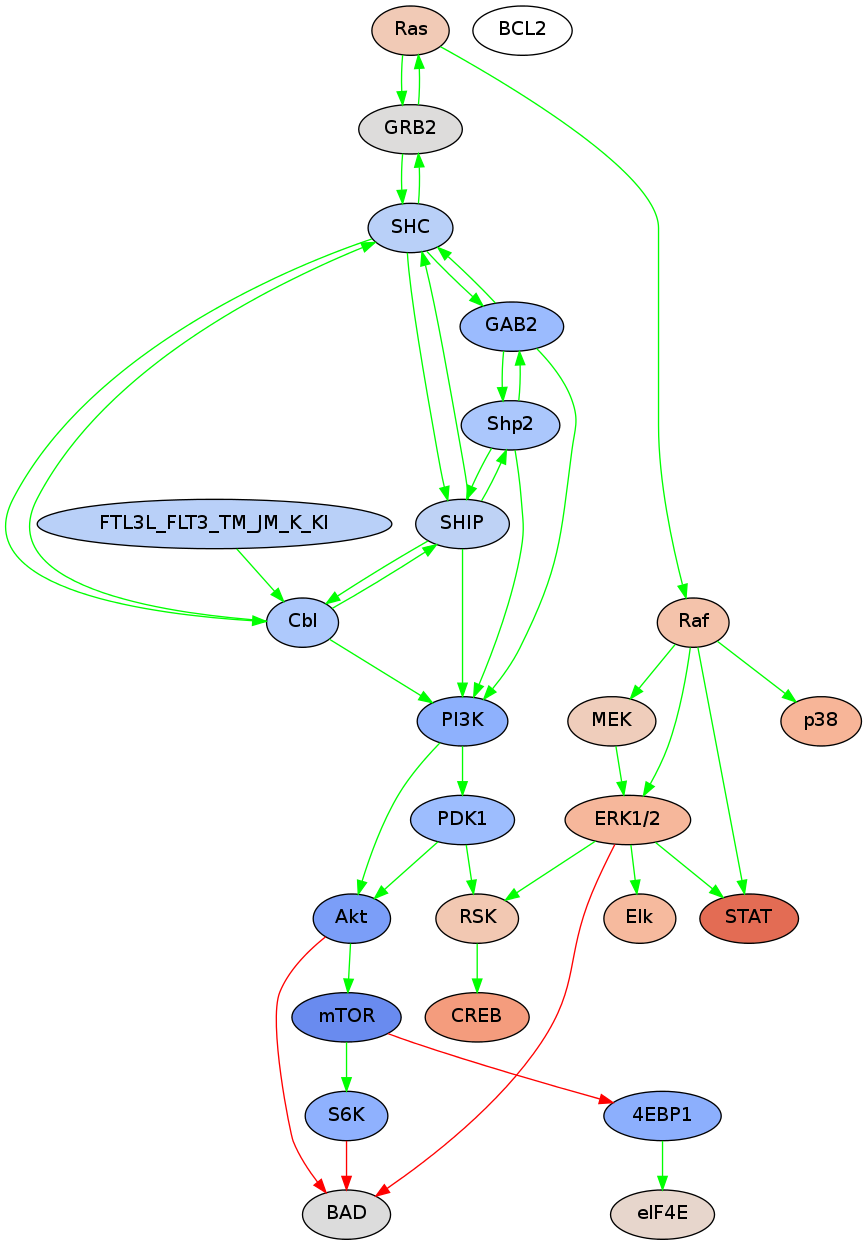 Ras
BCL2
GRB2
SHC
GAB2
Shp2
FTL3L_FLT3_TM_JM_K_KI
SHIP
Cbl
Raf
PI3K
MEK
p38
PDK1
ERK1/2
Akt
RSK
Elk
STAT
mTOR
CREB
S6K
4EBP1
BAD
eIF4E